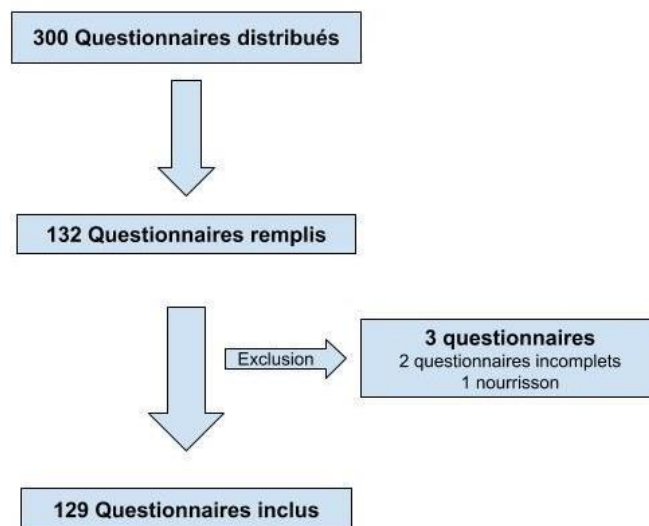 300 Questionnaires distribués
132 Questionnaires remplis
Exclusion
3 questionnaires
2 questionnaires incomplets
1 nourrisson
129 Questionnaires inclus